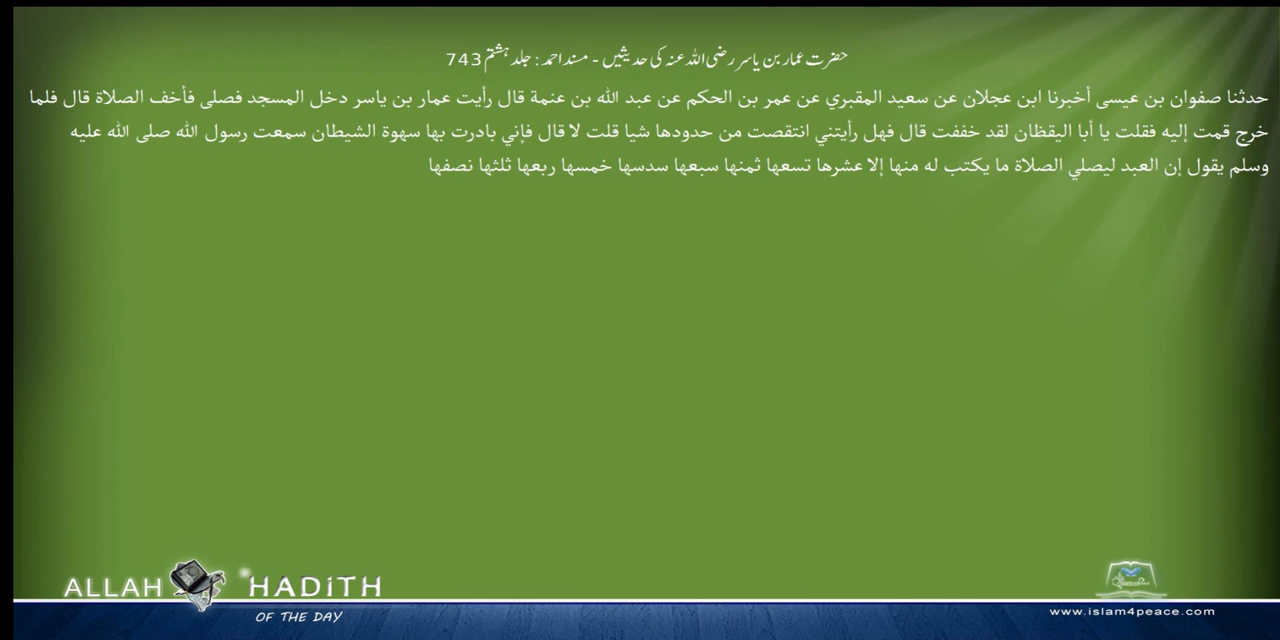 حضرت عمار بن یاسر رضی اللہ عنہ کی حدیثیں - مسند احمد : جلد ہشتم 743
حدثنا صفوان بن عيسى أخبرنا ابن عجلان عن سعيد المقبري عن عمر بن الحكم عن عبد الله بن عنمة قال رأيت عمار بن ياسر دخل المسجد فصلى فأخف الصلاة قال فلما
خرج قمت إليه فقلت يا أبا اليقظان لقد خففت قال فهل رأيتني انتقصت من حدودها شيا قلت لا قال فإني بادرت بها سهوة الشيطان سمعت رسول الله صلى الله عليه
وسلم يقول إن العبد ليصلي الصلاة ما يكتب له منها إلا عشرها تسعها ثمنها سبعها سدسها خمسها ربعها ثلثها نصفها
ALLAH HADITH
OF THE DAY
www.islam4peace.com